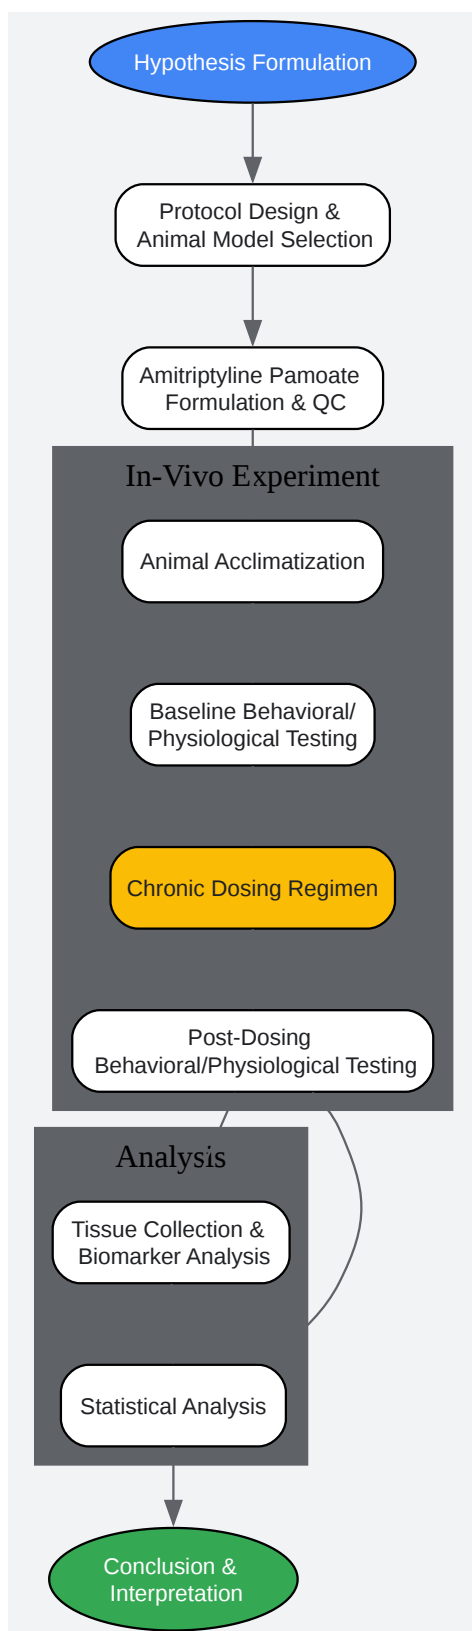 Hypothesis Formulation
Protocol Design &
Animal Model Selection
Amitriptyline Pamoate
Formulation & QC
In-Vivo Experiment
Animal Acclimatization
Baseline Behavioral/
Physiological Testing
Chronic Dosing Regimen
Post-Dosing
Behavioral/Physiological Testing
Analysis
Tissue Collection &
Biomarker Analysis
Statistical Analysis
Conclusion &
Interpretation